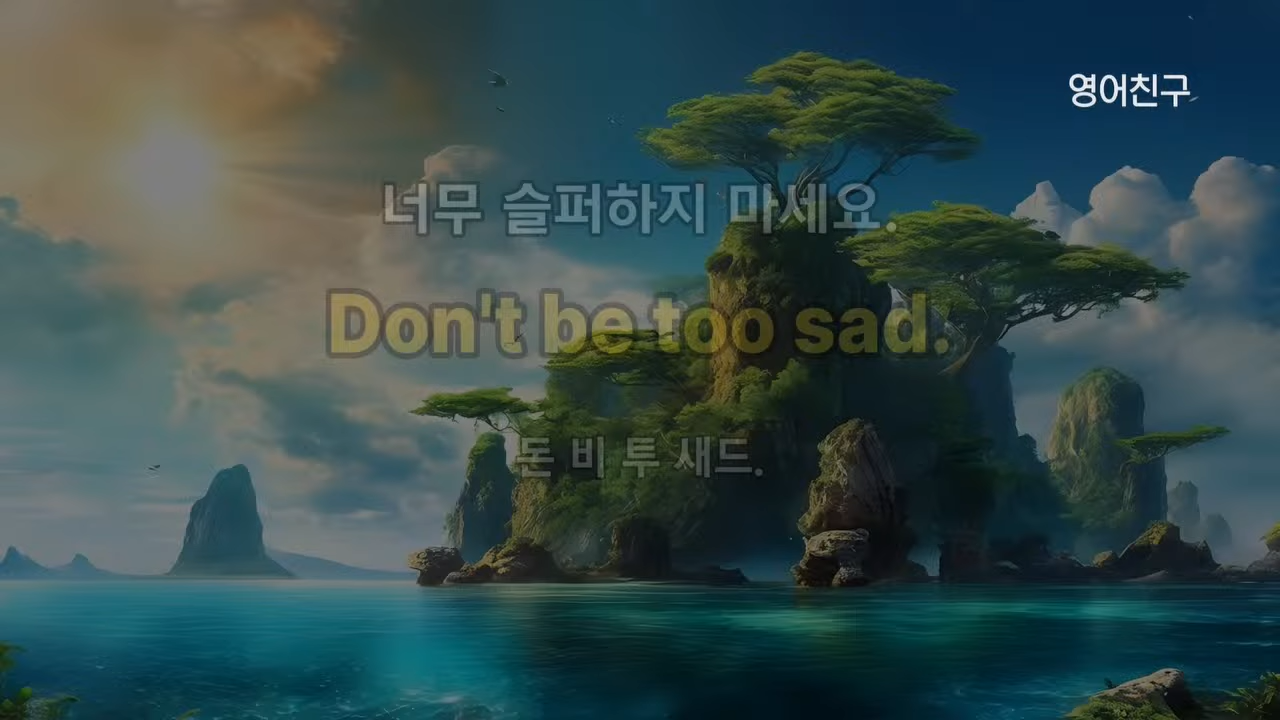 영어친구
너무 슬퍼하지 마세요.
Don't be too sad.
돈 비 투 새드.